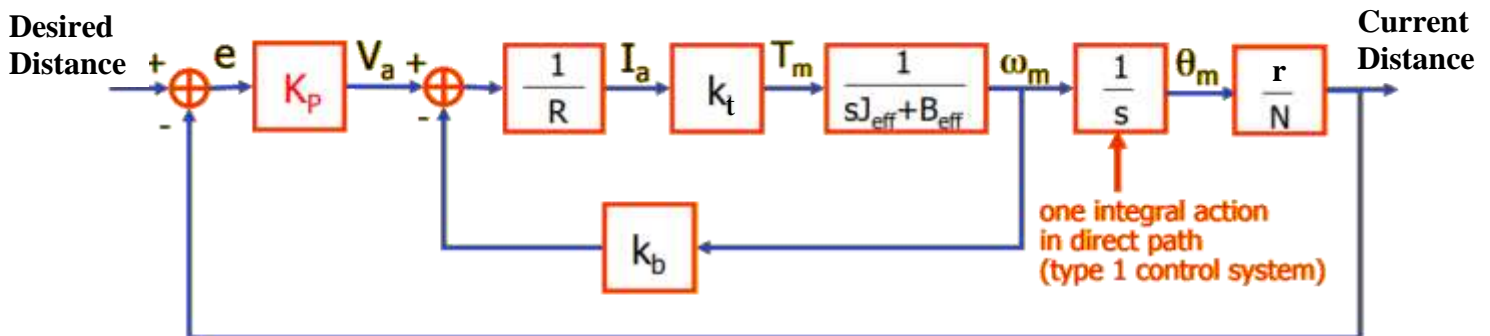 Desired
Distance
+
e
-
K_P
V_a
+
-
1
R
I_a
k_t
T_m
1
sJ_eff+B_eff
ω_m
1
s
θ_m
r
N
Current
Distance
k_b
one integral action
in direct path
(type 1 control system)